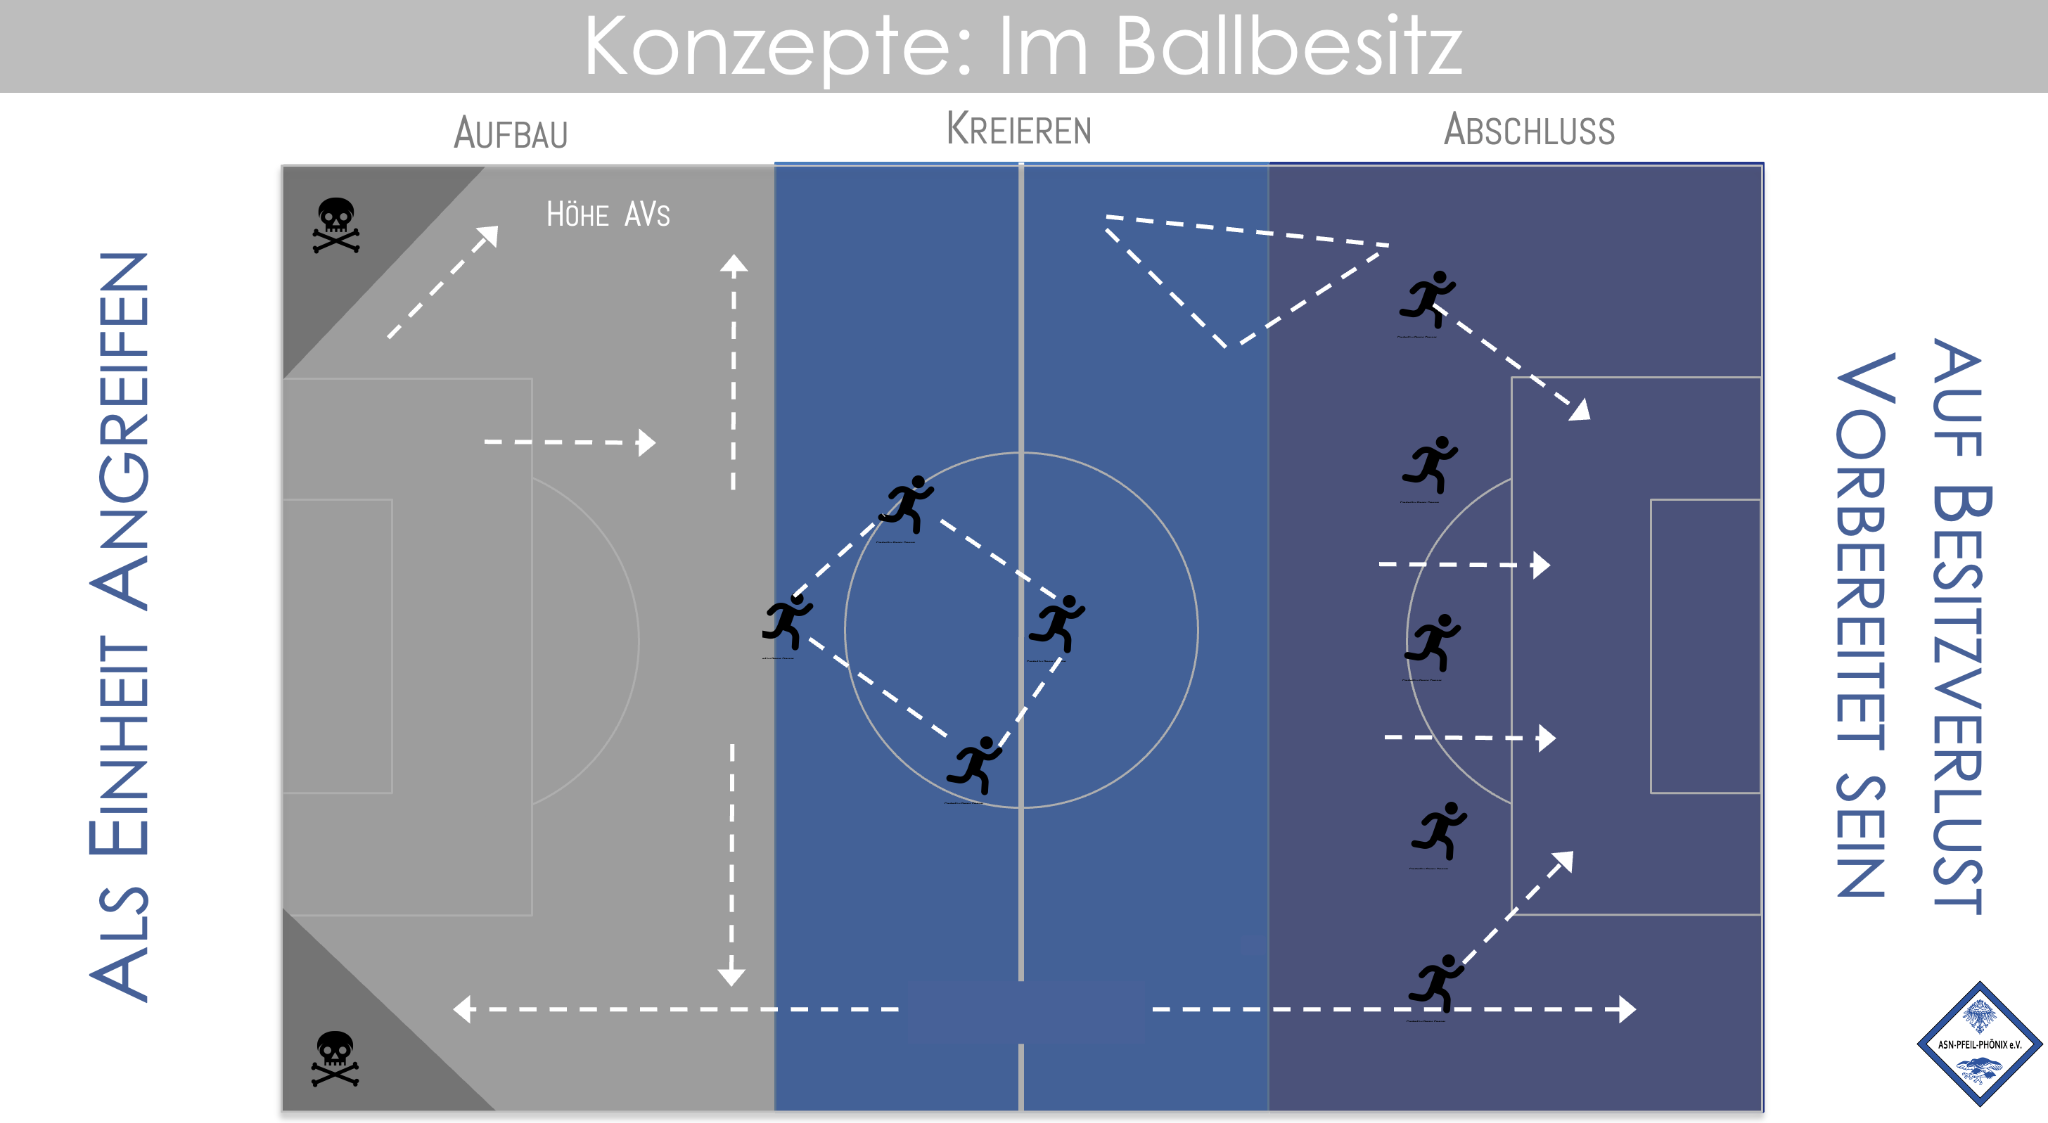 Konzepte: Im Ballbesitz
Aufbau
Kreieren
Abschluss
Höhe AVs
Als Einheit Angreifen
auf Besitzverlust
Vorbereitet sein
ASN-PFEIL-PHÖNIX e.V.